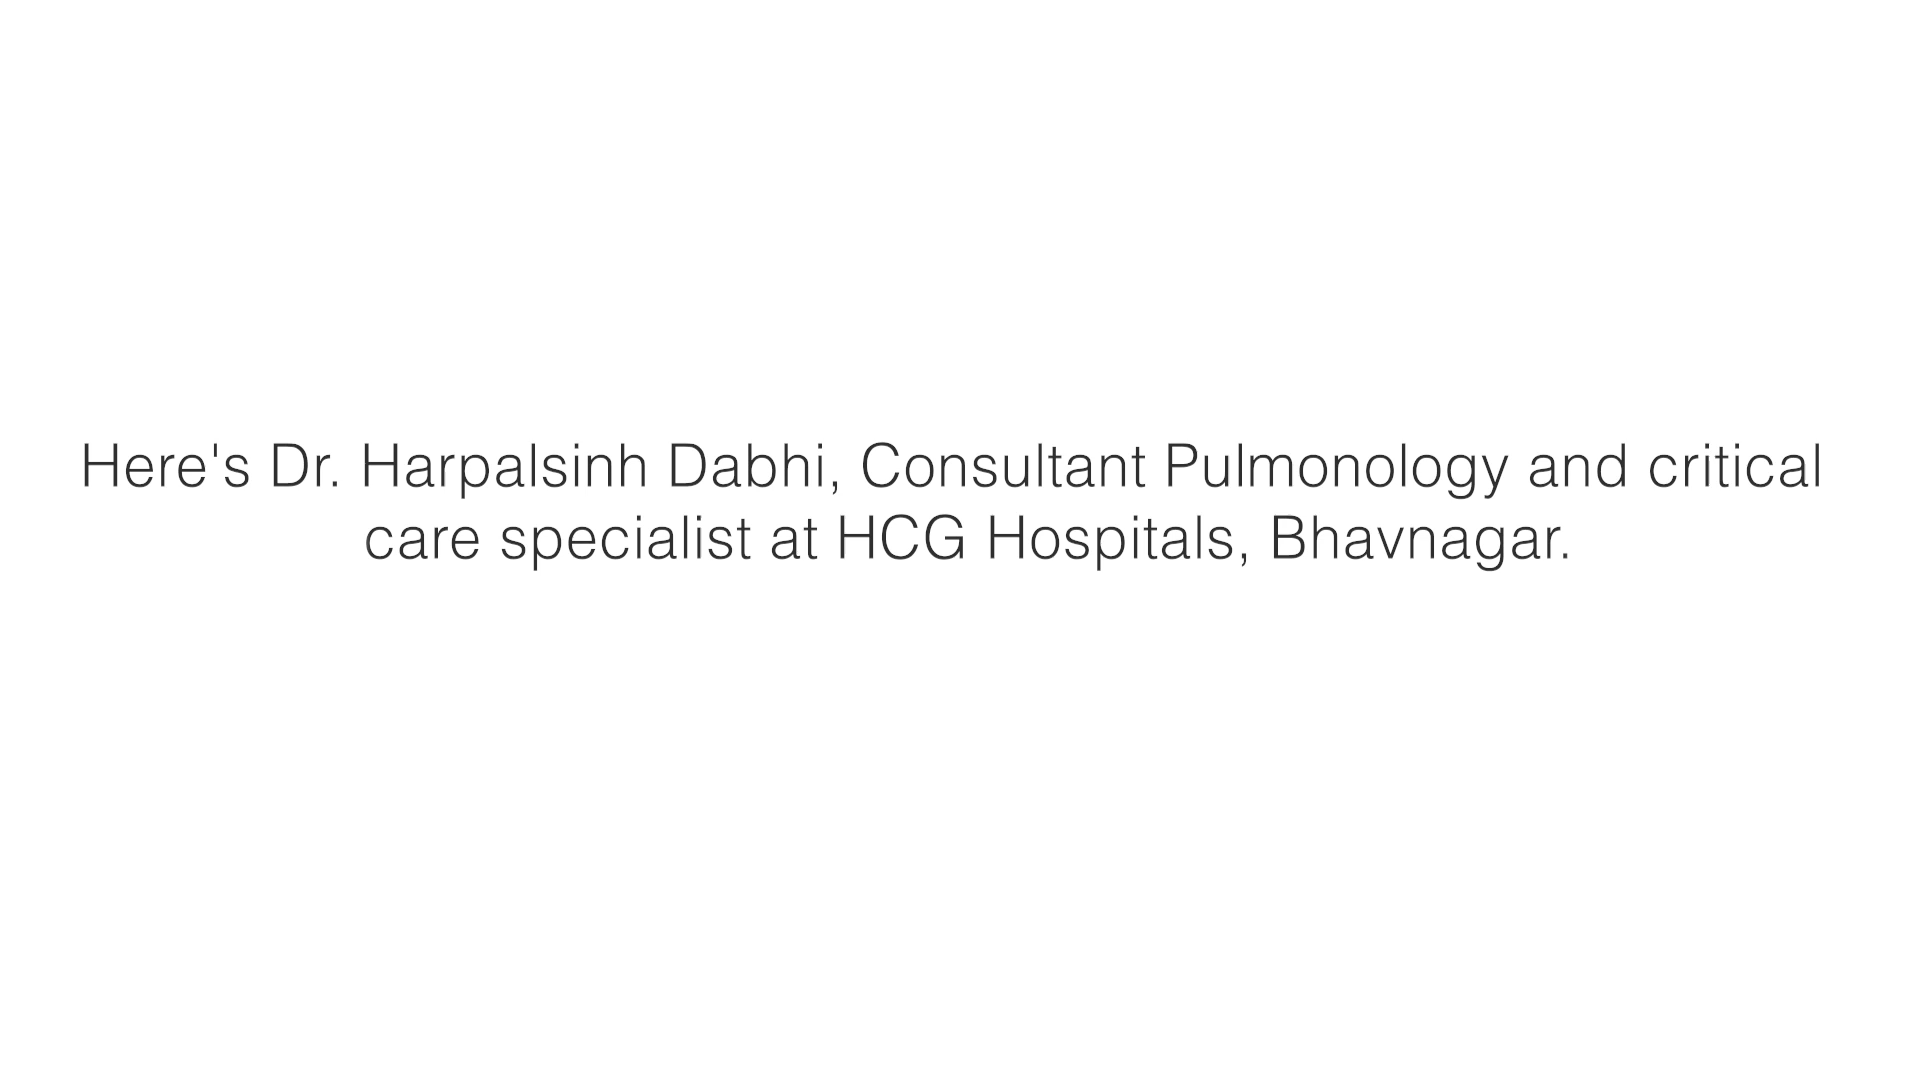 Here's Dr. Harpalsinh Dabhi, Consultant Pulmonology and critical
care specialist at HCG Hospitals, Bhavnagar.